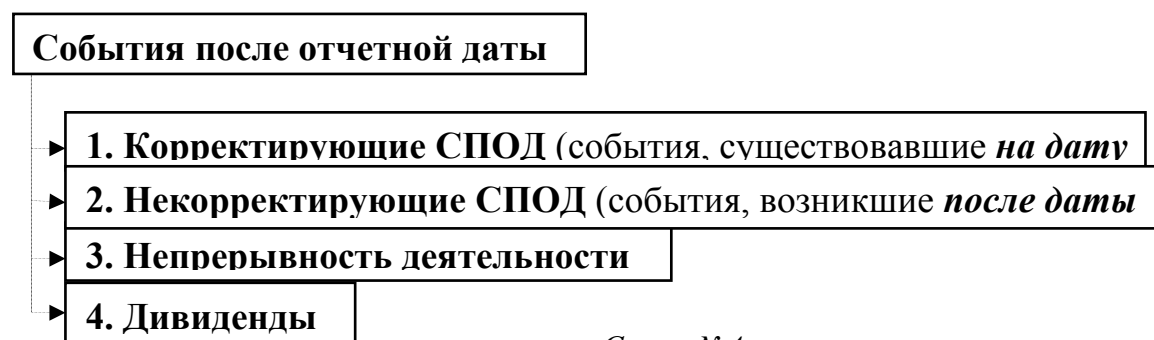 События после отчетной даты
1. Корректирующие СПОД (события, существовавшие на дату
2. Некорректирующие СПОД (события, возникшие после даты
3. Непрерывность деятельности
4. Дивиденды